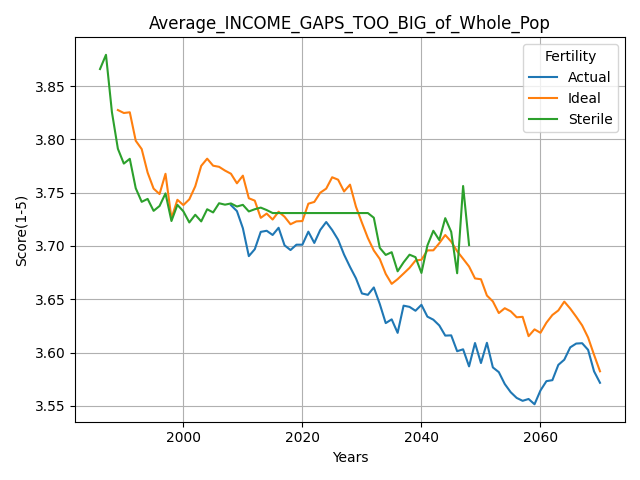 Average_INCOME_GAPS_TOO_BIG_of_Whole_Pop
Fertility
Actual
Ideal
Sterile
Score(1-5)
3.85
3.80
3.75
3.70
3.65
3.60
3.55
2000
2020
2040
2060
Years